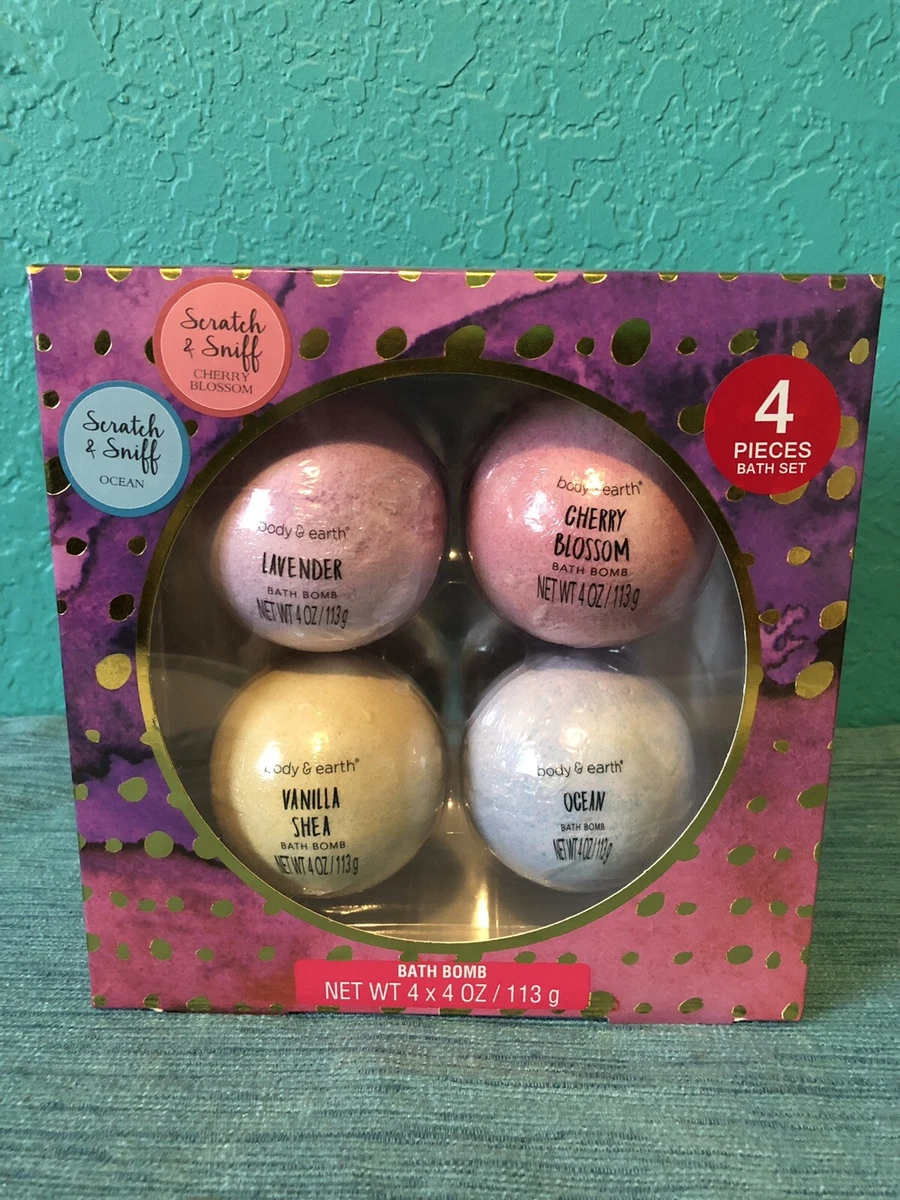 Scratch
& Sniff
CHERRY
BLOSSOM
Scratch
& Sniff
OCEAN
4
PIECES
BATH SET
body & earth®
LAVENDER
BATH BOMB
NET WT 4 OZ / 113 g
body & earth®
CHERRY
BLOSSOM
BATH BOMB
NET WT 4 OZ / 113 g
body & earth®
VANILLA
SHEA
BATH BOMB
NET WT 4 OZ / 113 g
body & earth®
OCEAN
BATH BOMB
NET WT 4 OZ / 113 g
BATH BOMB
NET WT 4 x 4 OZ / 113 g